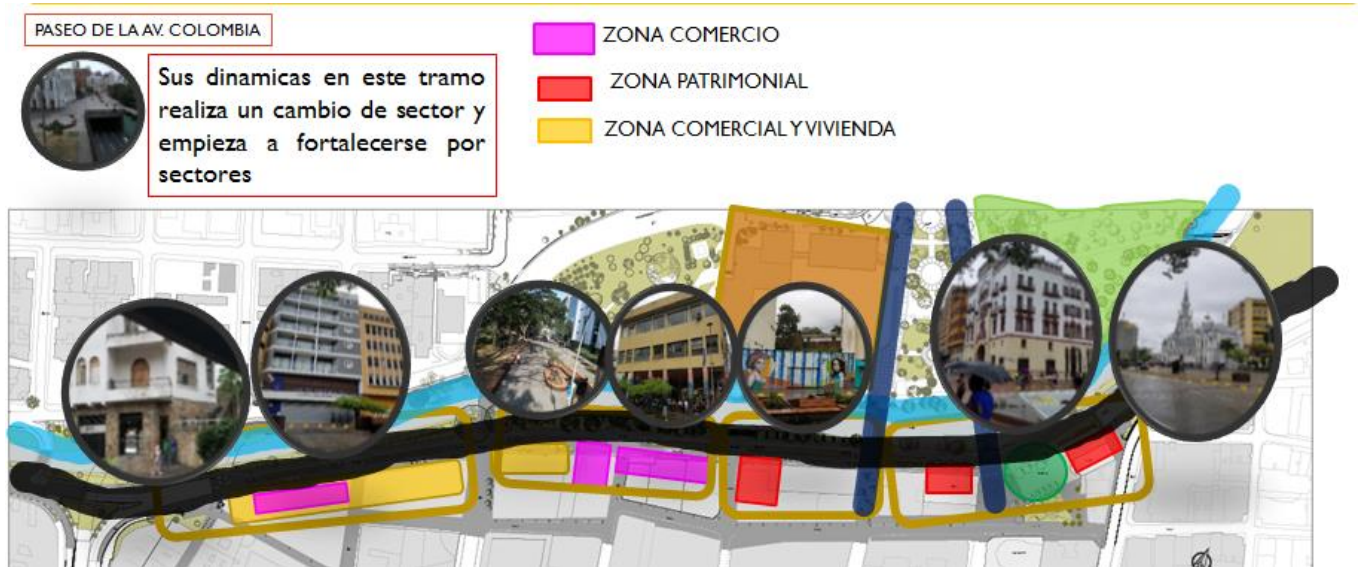 PASEO DE LA AV. COLOMBIA
Sus dinamicas en este tramo
realiza un cambio de sector y
empieza a fortalecerse por
sectores
ZONA COMERCIO
ZONA PATRIMONIAL
ZONA COMERCIAL Y VIVIENDA